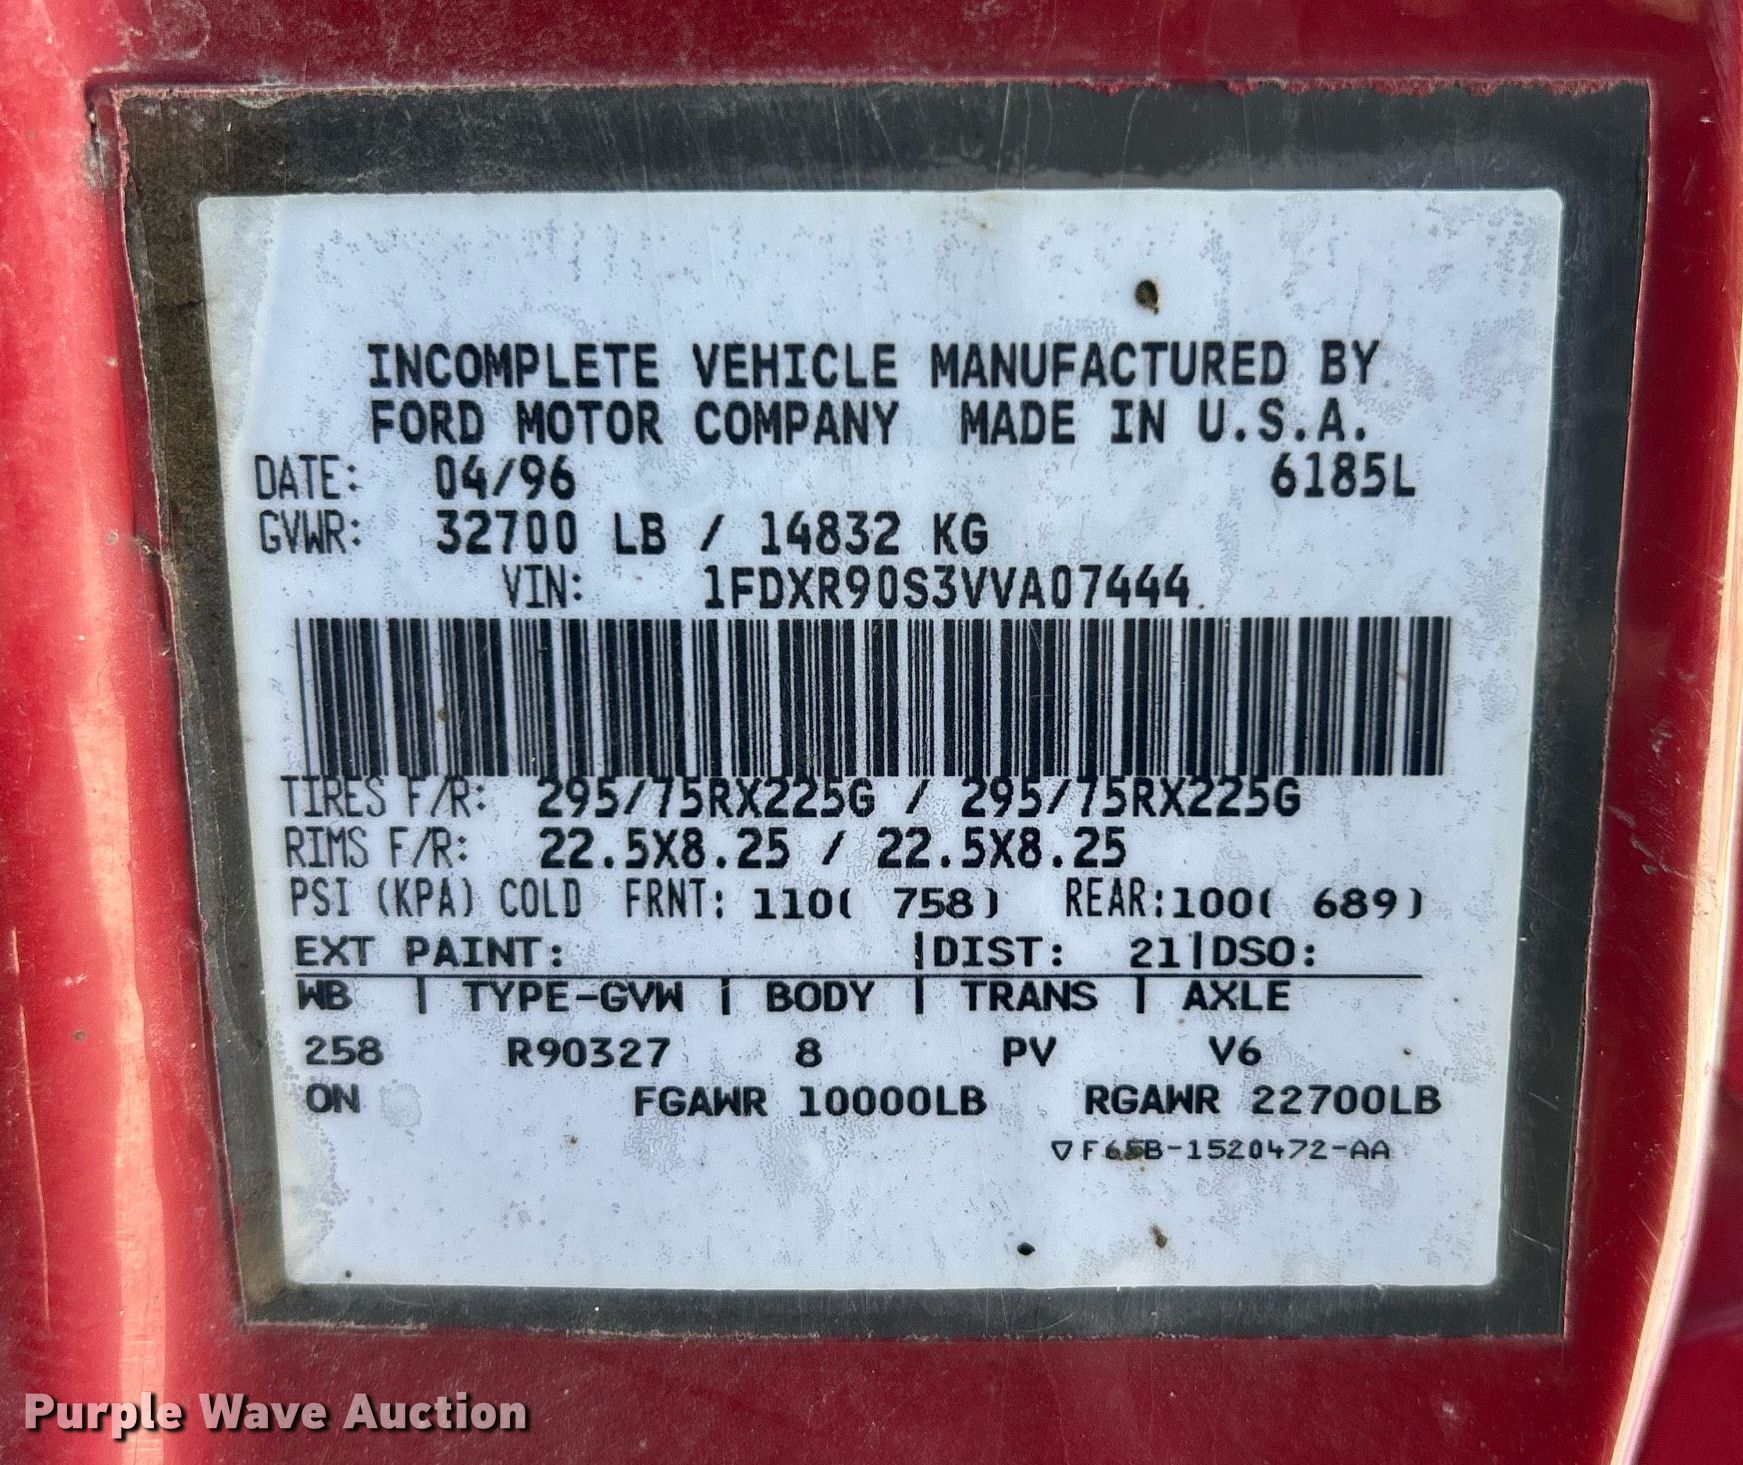 INCOMPLETE VEHICLE MANUFACTURED BY
FORD MOTOR COMPANY MADE IN U.S.A.
DATE: 04/96 6185L
GVWR: 32700 LB / 14832 KG
VIN: 1FDXR90S3VVA07444
TIRES F/R: 295/75RX225G / 295/75RX225G
RIMS F/R: 22.5X8.25 / 22.5X8.25
PSI (KPA) COLD FRNT: 110( 758) REAR:100( 689)
EXT PAINT: |DIST: 21|DSO:
WB | TYPE-GVW | BODY | TRANS | AXLE
258 R90327 8 PV V6
ON FGAWR 10000LB RGAWR 22700LB
▽F65B-1520472-AA
Purple Wave Auction